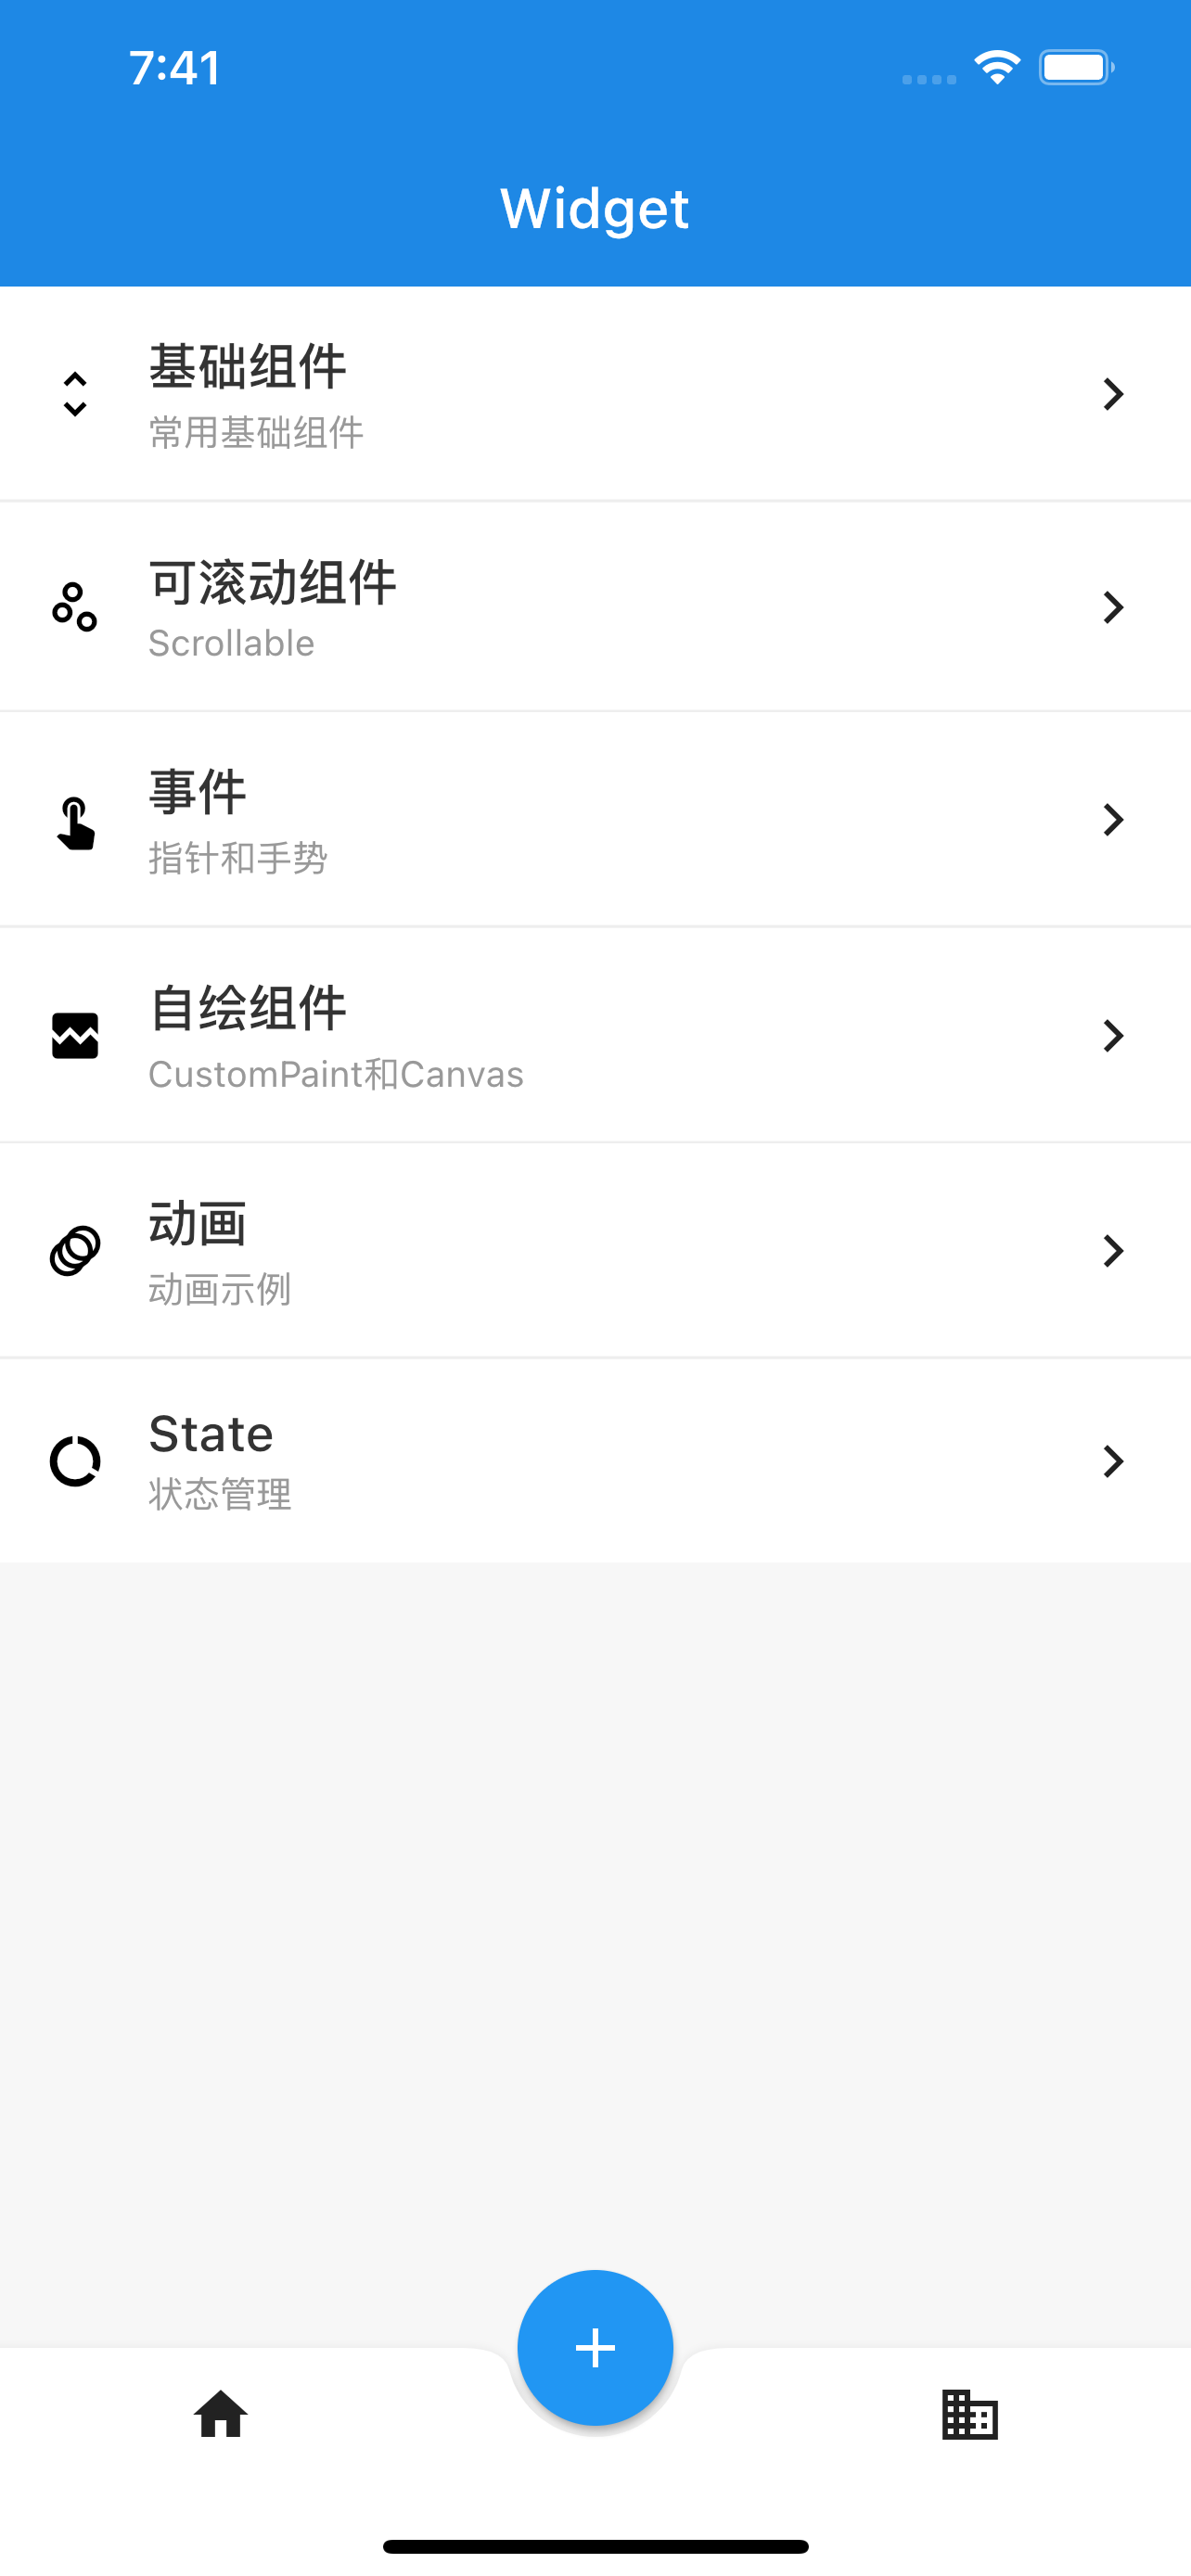 7:41
Widget
基础组件
常用基础组件
可滚动组件
Scrollable
事件
指针和手势
自绘组件
CustomPaint和Canvas
动画
动画示例
State
状态管理